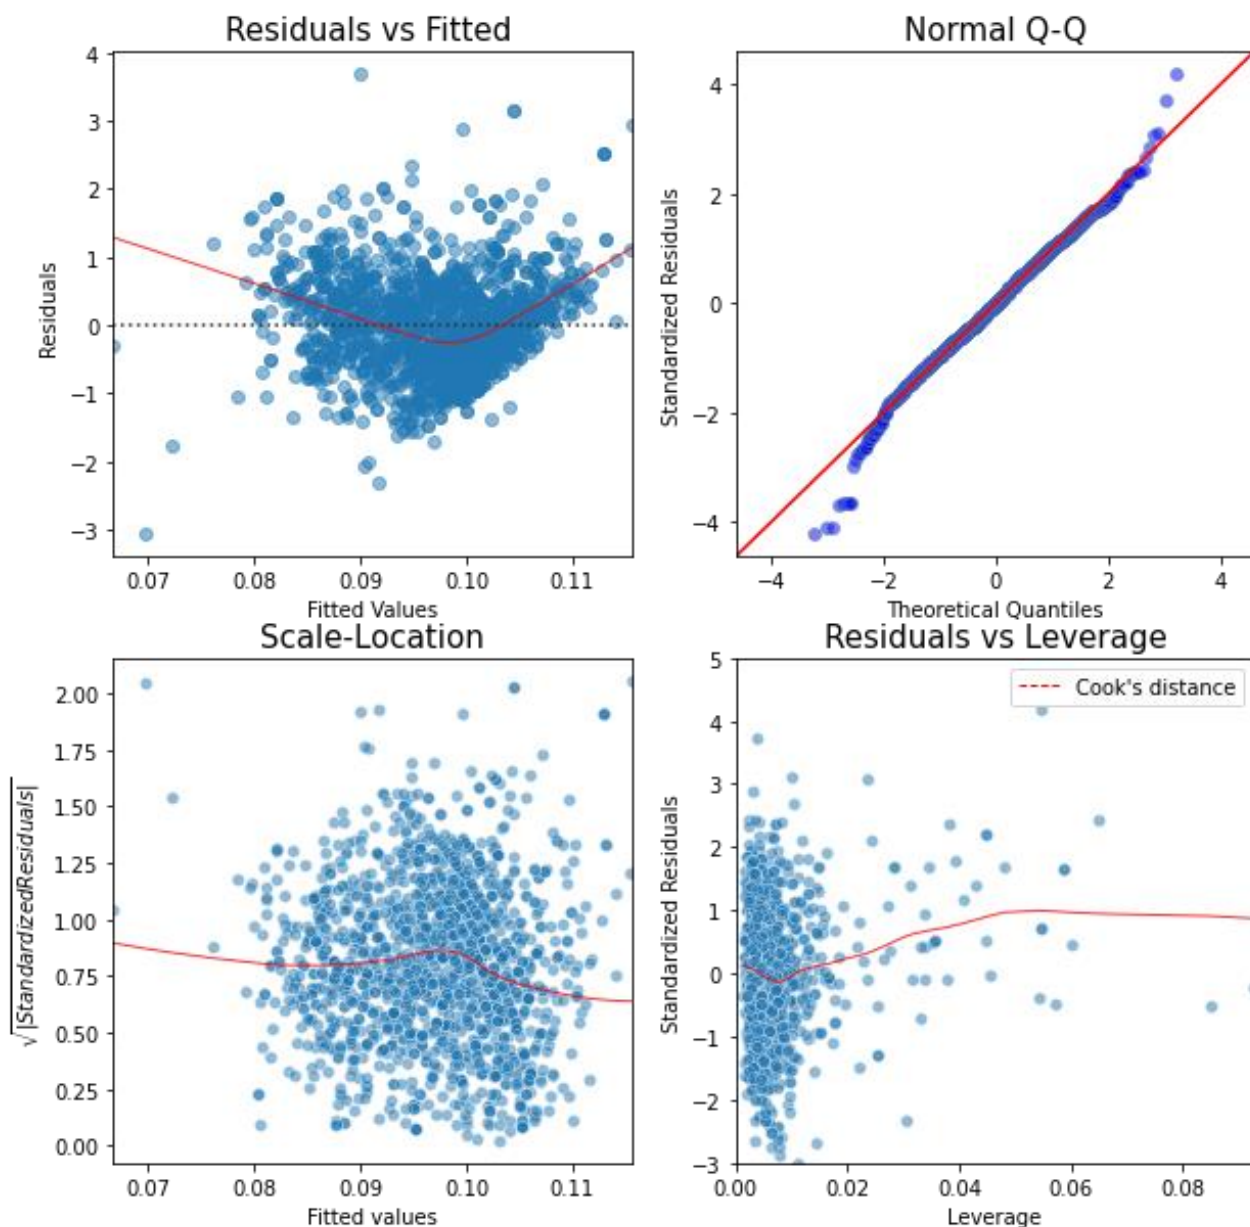 Residuals vs Fitted
4
3
2
1
0
−1
−2
−3
Residuals
0.07 0.08 0.09 0.10 0.11
Fitted Values
Normal Q-Q
4
2
0
−2
−4
Standardized Residuals
−4 −2 0 2 4
Theoretical Quantiles
Scale-Location
2.00
1.75
1.50
1.25
1.00
0.75
0.50
0.25
0.00
√|StandardizedResiduals|
0.07 0.08 0.09 0.10 0.11
Fitted values
Residuals vs Leverage
5
4
3
2
1
0
−1
−2
−3
Standardized Residuals
Cook's distance
0.00 0.02 0.04 0.06 0.08
Leverage